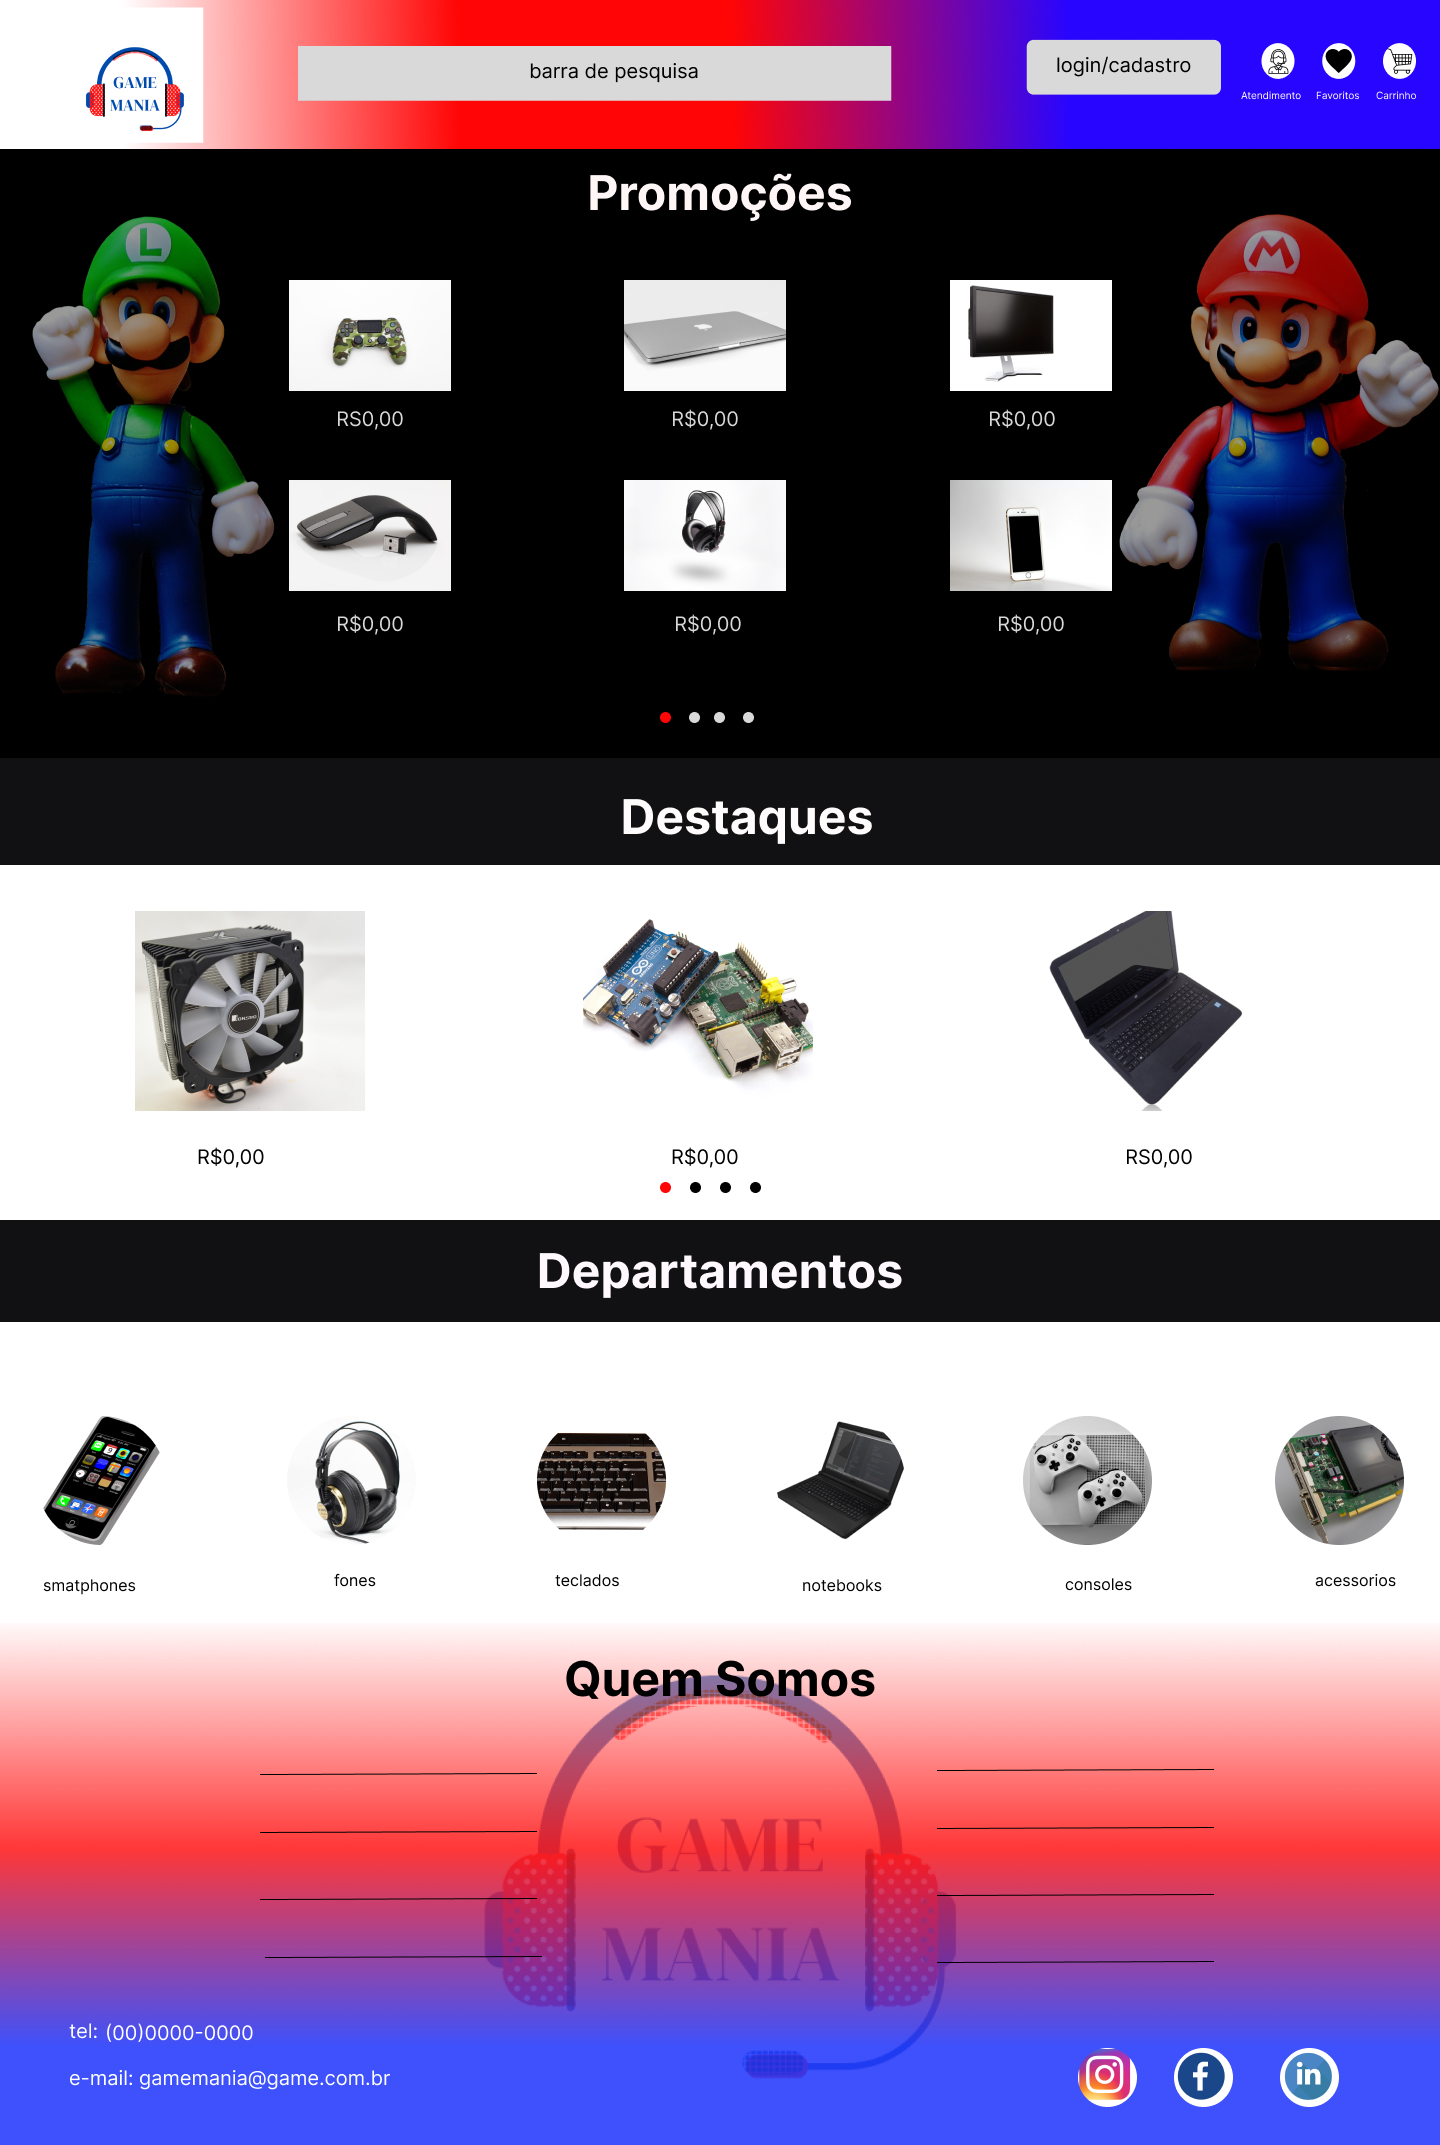 GAME
MANIA
barra de pesquisa
login/cadastro
Atendimento Favoritos Carrinho
Promoções
L
M
RS0,00
R$0,00
R$0,00
R$0,00
R$0,00
R$0,00
Destaques
R$0,00
R$0,00
RS0,00
Departamentos
smatphones
fones
teclados
notebooks
consoles
acessorios
Quem Somos
GAME
MANIA
tel: (00)0000-0000
e-mail: gamemania@game.com.br
f
in